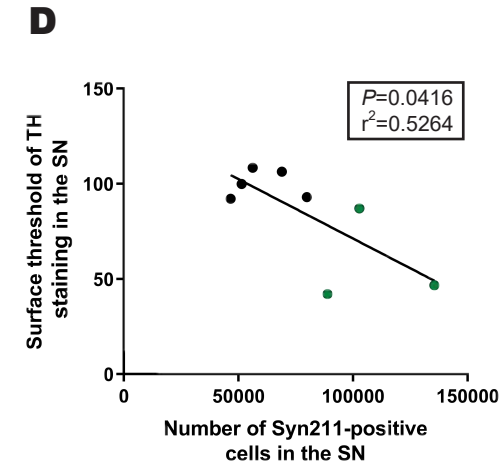 D
P=0.0416
r²=0.5264
Surface threshold of TH
staining in the SN
150
100
50
0
0
50000
100000
150000
Number of Syn211-positive
cells in the SN